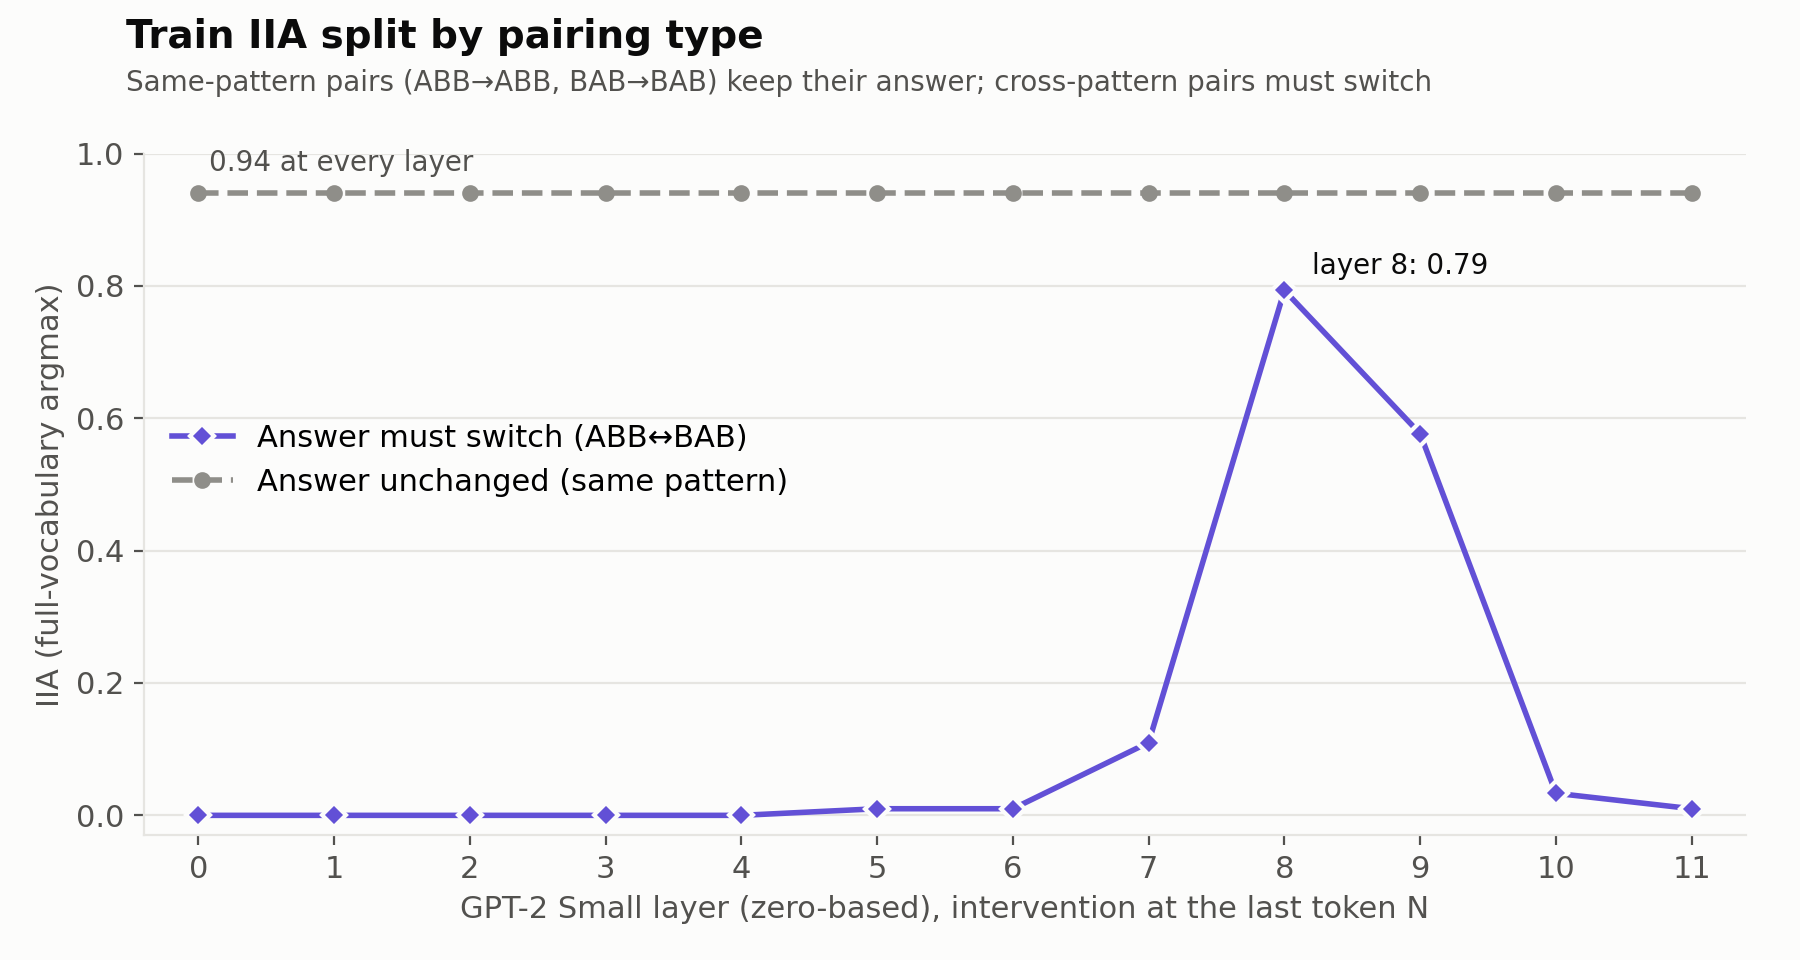 Train IIA split by pairing type
Same-pattern pairs (ABB→ABB, BAB→BAB) keep their answer; cross-pattern pairs must switch
1.0
0.94 at every layer
layer 8: 0.79
0.8
0.6
Answer must switch (ABB↔BAB)
Answer unchanged (same pattern)
0.4
0.2
0.0
IIA (full-vocabulary argmax)
0 1 2 3 4 5 6 7 8 9 10 11
GPT-2 Small layer (zero-based), intervention at the last token N